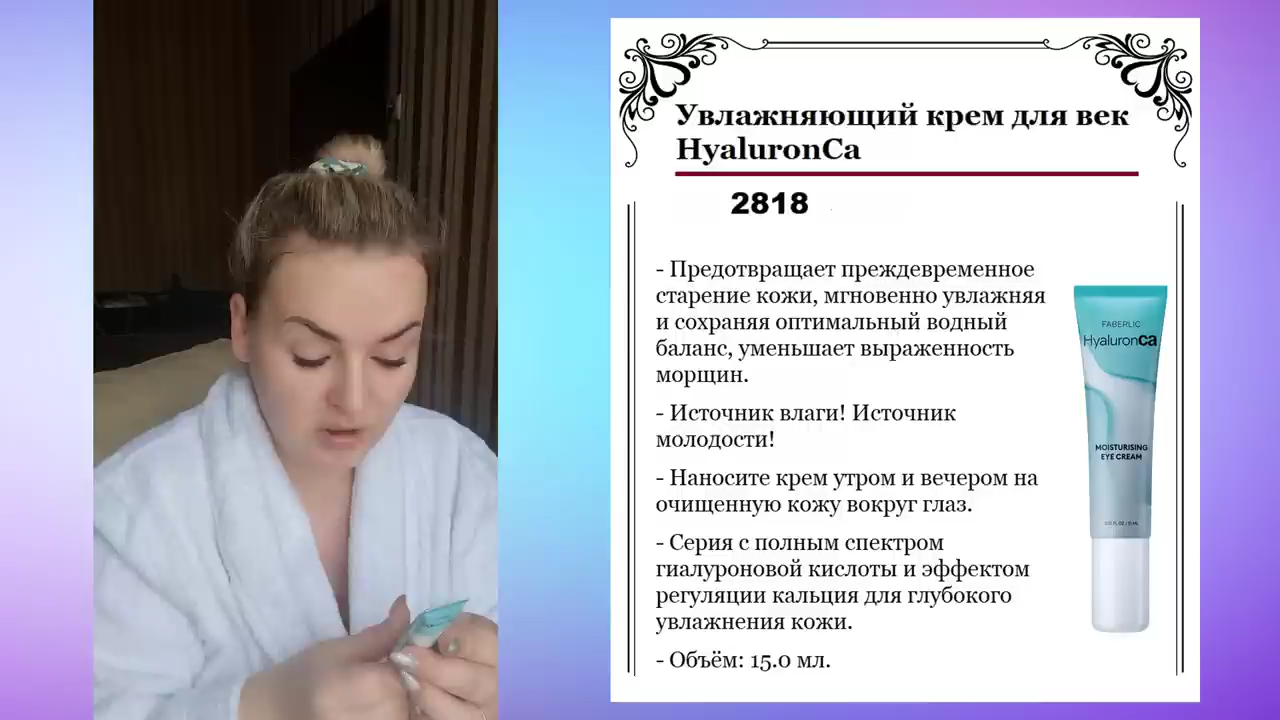 Увлажняющий крем для век
HyaluronCa
2818
- Предотвращает преждевременное
старение кожи, мгновенно увлажняя
и сохраняя оптимальный водный
баланс, уменьшает выраженность
морщин.
- Источник влаги! Источник
молодости!
- Наносите крем утром и вечером на
очищенную кожу вокруг глаз.
- Серия с полным спектром
гиалуроновой кислоты и эффектом
регуляции кальция для глубокого
увлажнения кожи.
- Объём: 15.0 мл.
FABERLIC
HyaluronCa
MOISTURISING
EYE CREAM